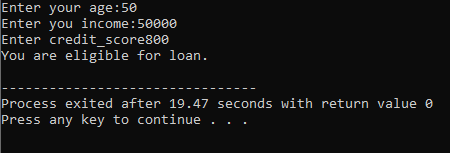 Enter your age:50
Enter you income:50000
Enter credit_score800
You are eligible for loan.
--------------------------------
Process exited after 19.47 seconds with return value 0
Press any key to continue . . .